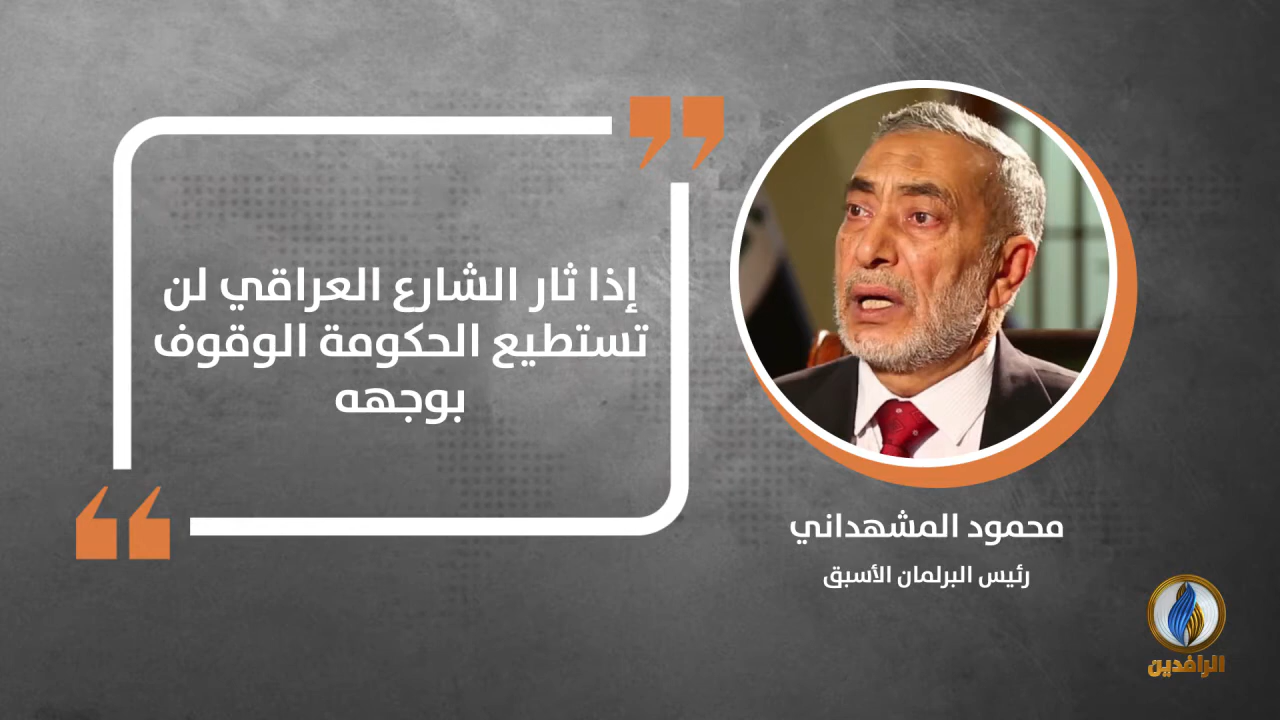 إذا ثار الشارع العراقي لن
تستطيع الحكومة الوقوف
بوجهه
محمود المشهداني
رئيس البرلمان الأسبق
الرافدين